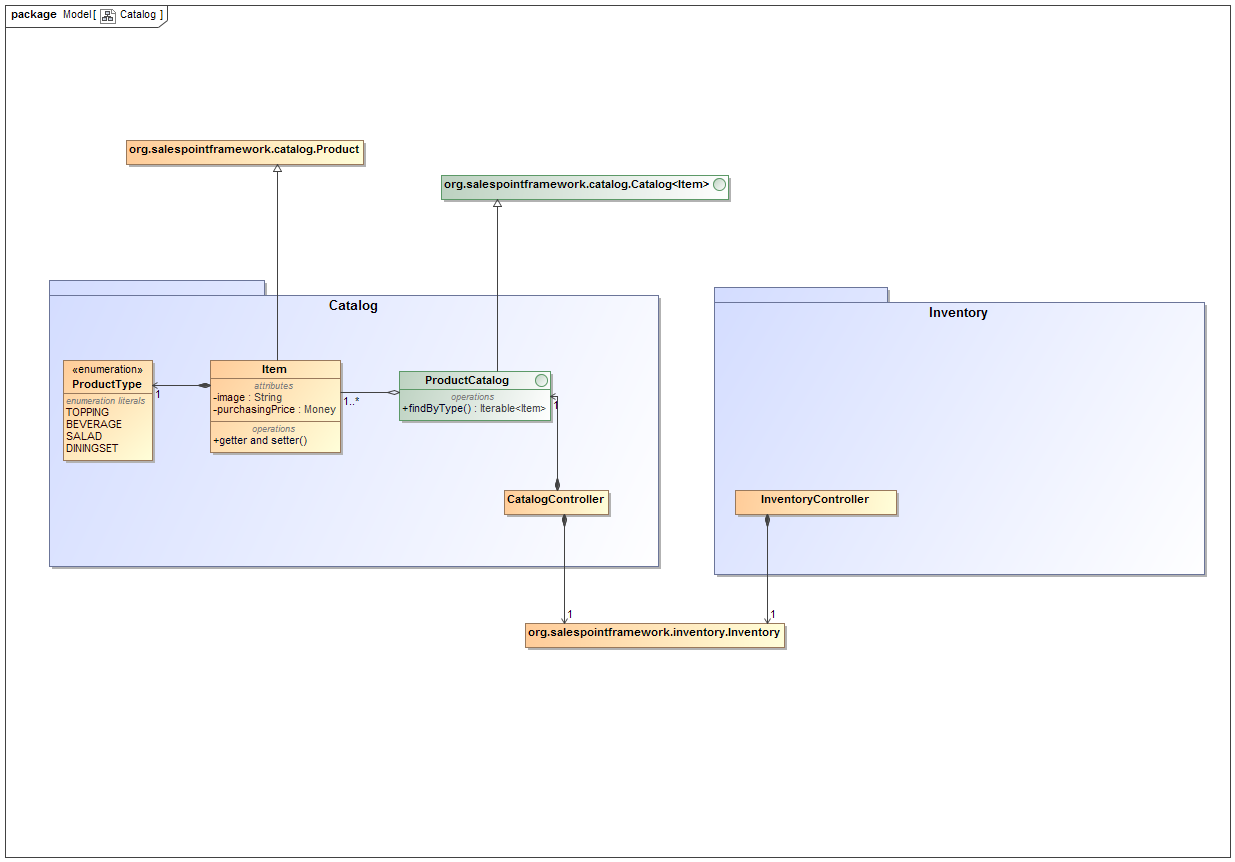 package Model[ Catalog ]
org.salespointframework.catalog.Product
org.salespointframework.catalog.Catalog<Item>
Catalog
Inventory
«enumeration»
ProductType
enumeration literals
TOPPING
BEVERAGE
SALAD
DININGSET
1
Item
attributes
-image : String
-purchasingPrice : Money
operations
+getter and setter()
1..*
ProductCatalog
operations
+findByType() : Iterable<Item>
1
CatalogController
InventoryController
1
1
org.salespointframework.inventory.Inventory